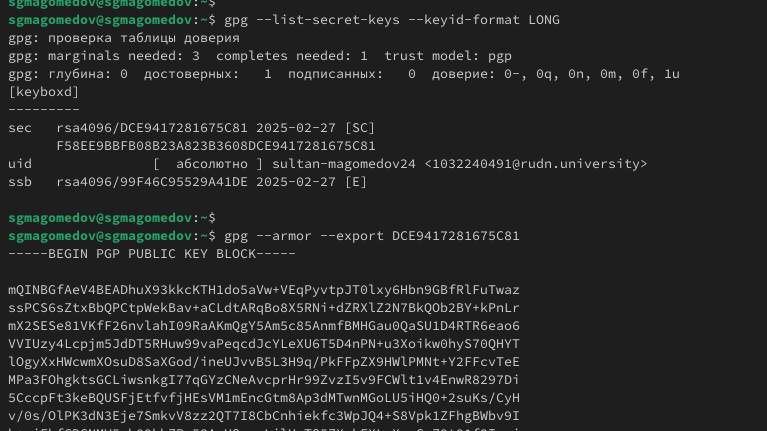 sgmagomedov@sgmagomedov:~$
sgmagomedov@sgmagomedov:~$ gpg --list-secret-keys --keyid-format LONG
gpg: проверка таблицы доверия
gpg: marginals needed: 3  completes needed: 1  trust model: pgp
gpg: глубина: 0  достоверных:   1  подписанных:   0  доверие: 0-, 0q, 0n, 0m, 0f, 1u
[keyboxd]
---------
sec   rsa4096/DCE9417281675C81 2025-02-27 [SC]
      F58EE9BBFB08B23A823B3608DCE9417281675C81
uid               [  абсолютно ] sultan-magomedov24 <1032240491@rudn.university>
ssb   rsa4096/99F46C95529A41DE 2025-02-27 [E]
sgmagomedov@sgmagomedov:~$
sgmagomedov@sgmagomedov:~$ gpg --armor --export DCE9417281675C81
-----BEGIN PGP PUBLIC KEY BLOCK-----
mQINBGfAeV4BEADhuX93kkcKTH1do5aVw+VEqPyvtpJT0lxy6Hbn9GBfRlFuTwaz
ssPCS6sZtxBbQPCtpWekBav+aCLdtARqBo8X5RNi+dZRXlZ2N7BkQOb2BY+kPnLr
mX2SESe81VKfF26nvlahI09RaAKmQgY5Am5c85AnmfBMHGau0QaSU1D4RTR6eao6
VVIUzy4Lcpjm5JdDT5RHuw99vaPeqcdJcYLeXU6T5D4nPN+u3Xoikw0hyS70QHYT
lOgyXxHWcwmXOsuD8SaXGod/ineUJvvB5L3H9q/PkFFpZX9HWlPMNt+Y2FFcvTeE
MPa3FOhgktsGCLiwsnkgI77qGYzCNeAvcprHr99ZvzI5v9FCWlt1v4EnwR8297Di
5CccpFt3keBQUSFjEtfvfjHEsVM1mEncGtm8Ap3dMTwnMGoLU5iHQ0+2suKs/CyH
v/0s/OlPK3dN3Eje7SmkvV8zz2QT7I8CbCnhiekfc3WpJQ4+S8Vpk1ZFhgBWbv9I